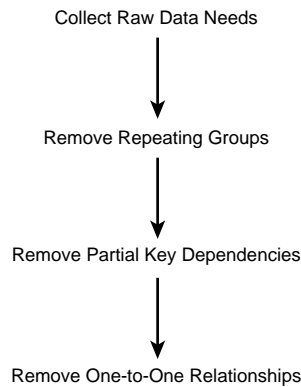 Collect Raw Data Needs
Remove Repeating Groups
Remove Partial Key Dependencies
Remove One-to-One Relationships